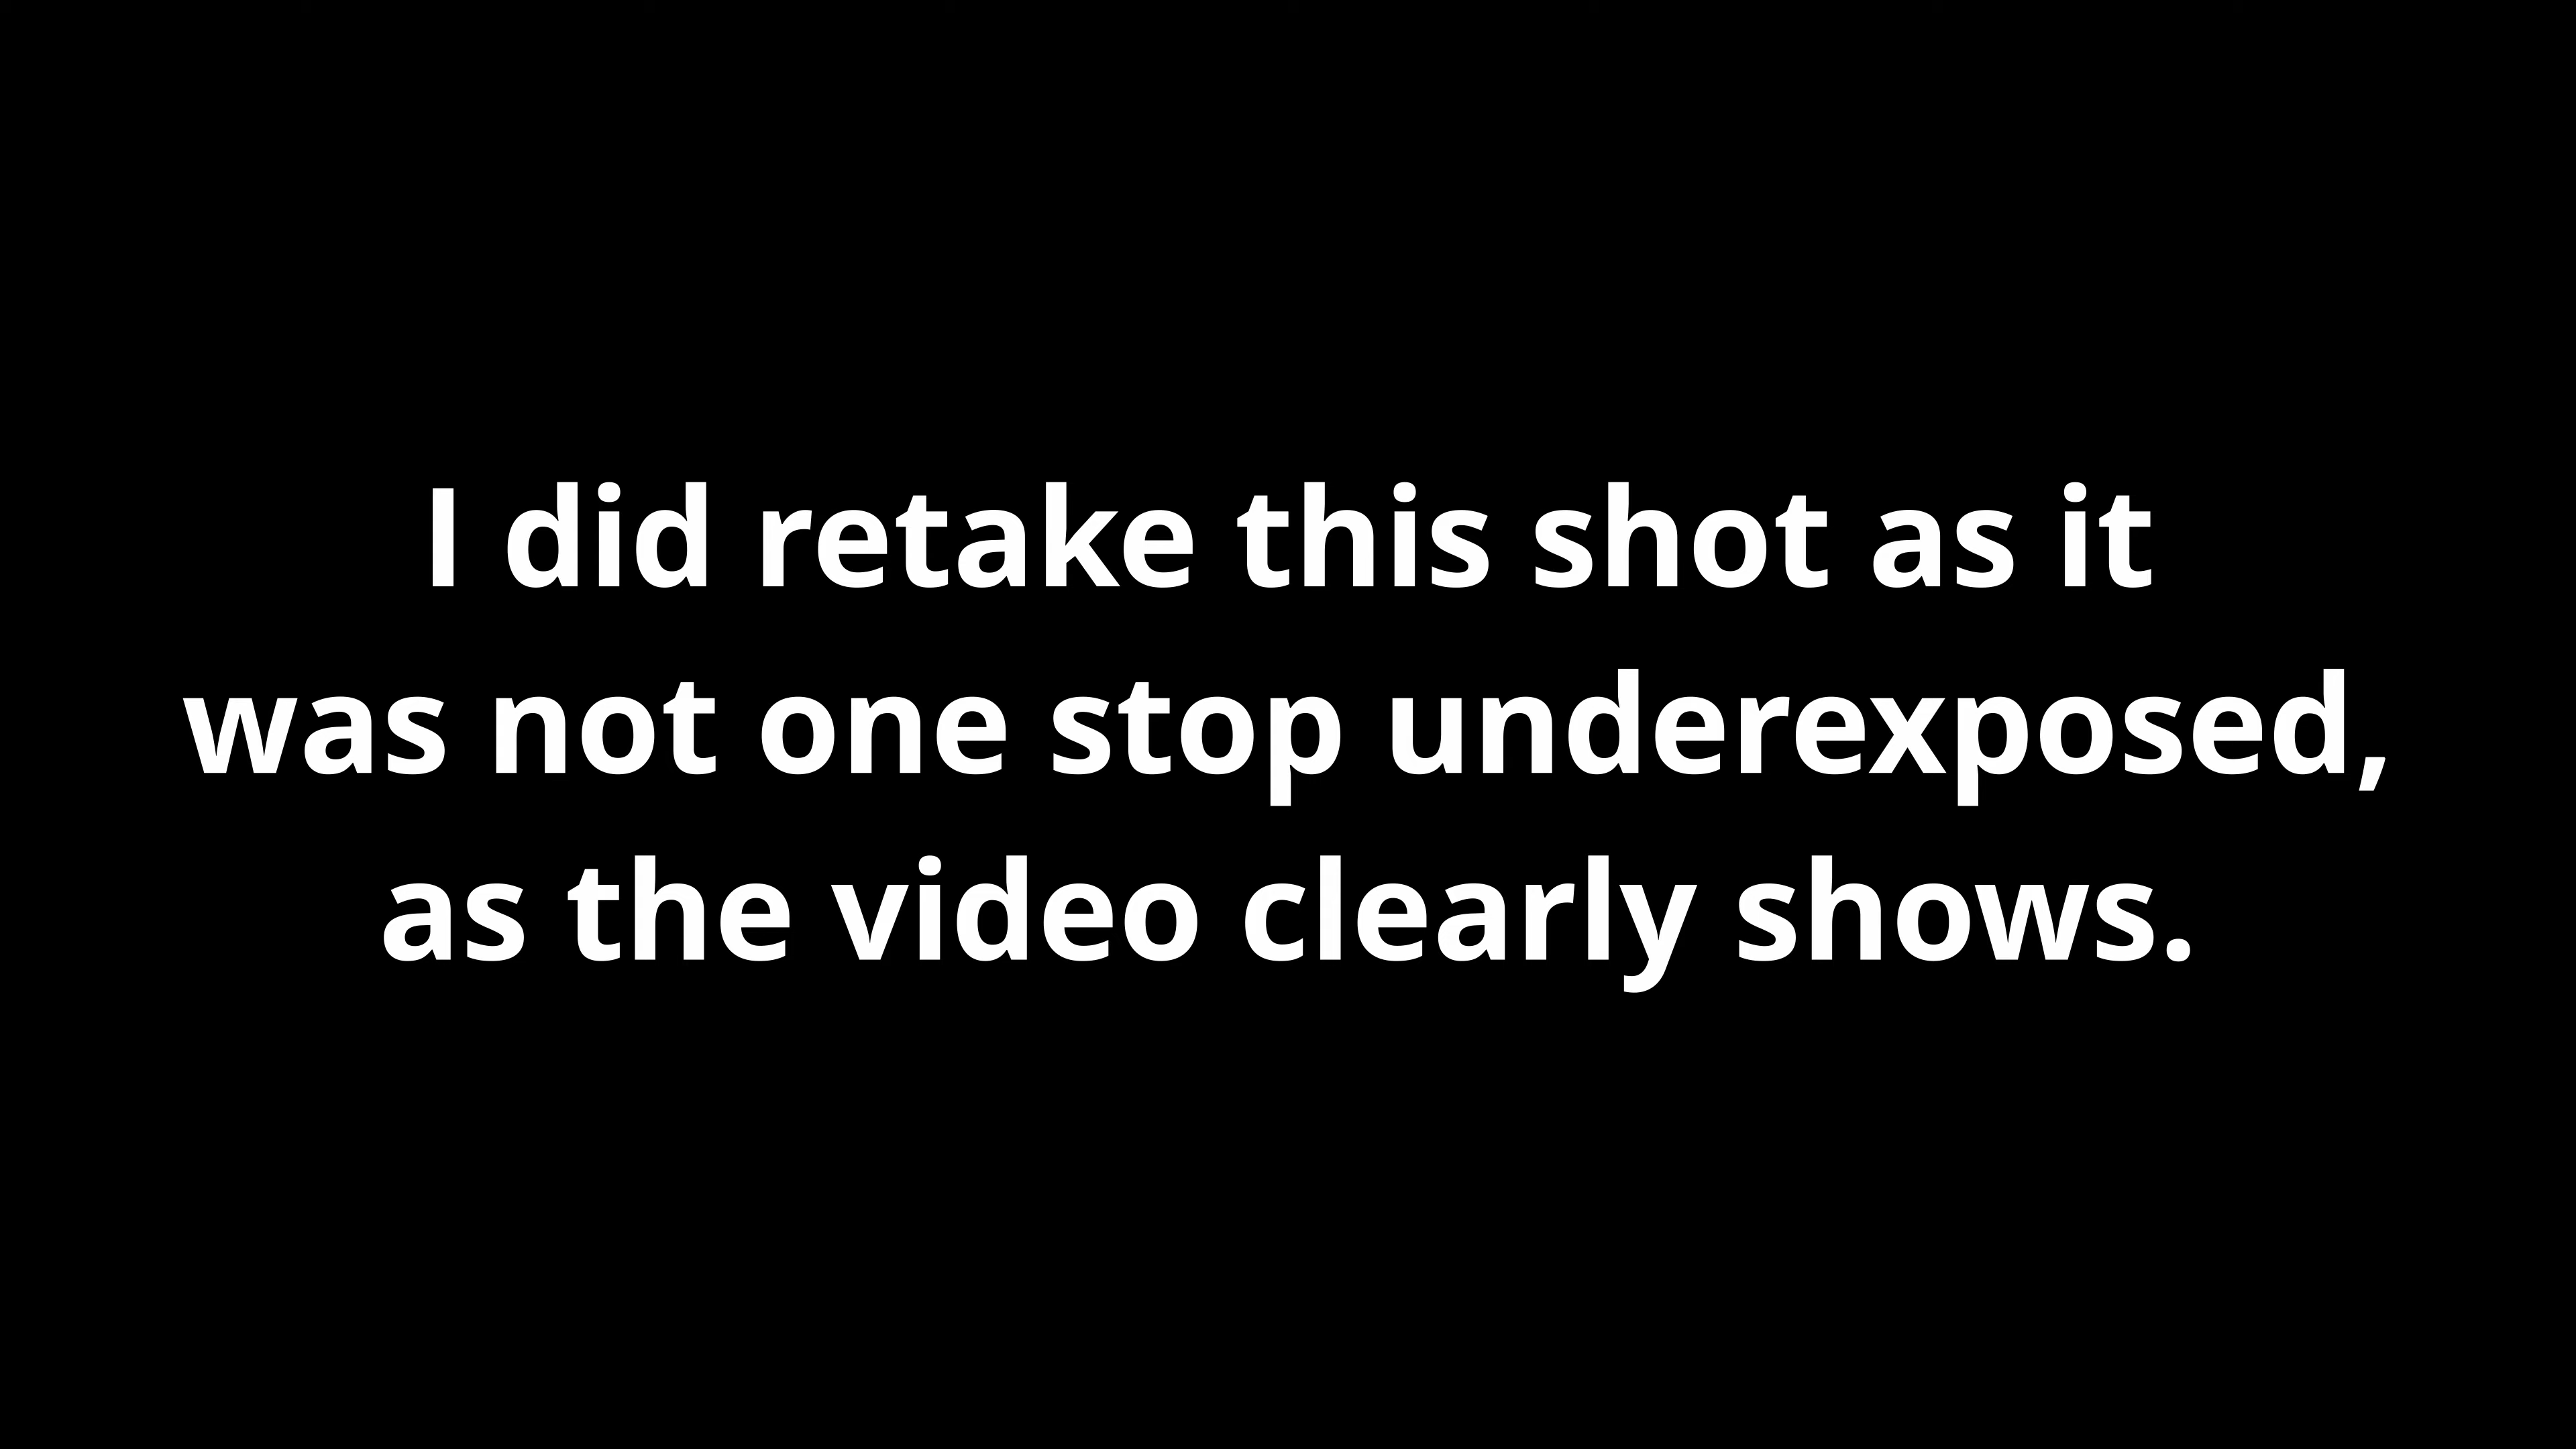 I did retake this shot as it
was not one stop underexposed,
as the video clearly shows.